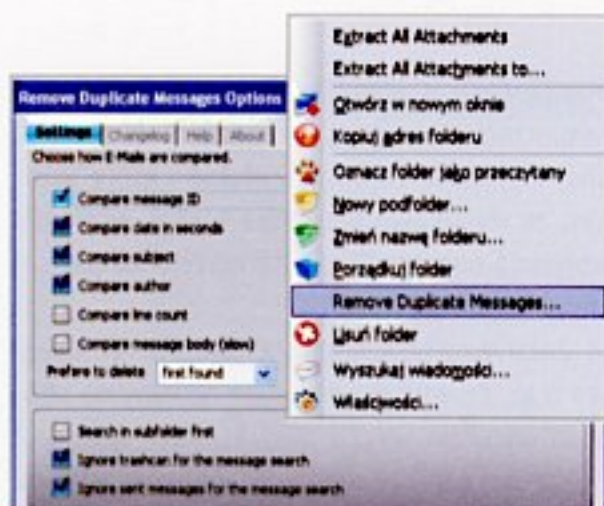 Remove Duplicate Messages Options
Settings
Changelog
Help
About
Choose how E-Mails are compared.
Compare message ID
Compare date in seconds
Compare subject
Compare author
Compare line count
Compare message body (slow)
Prefere to delete
first found
Search in subfolder first
Ignore trashcan for the message search
Ignore sent messages for the message search
Extract All Attachments
Extract All Attachments to...
Otwórz w nowym oknie
Kopiuj adres folderu
Oznacz folder jako przeczytany
Nowy podfolder...
Zmień nazwę folderu...
Porządkuj folder
Remove Duplicate Messages...
Usuń folder
Wyszukaj wiadomości...
Właściwości...